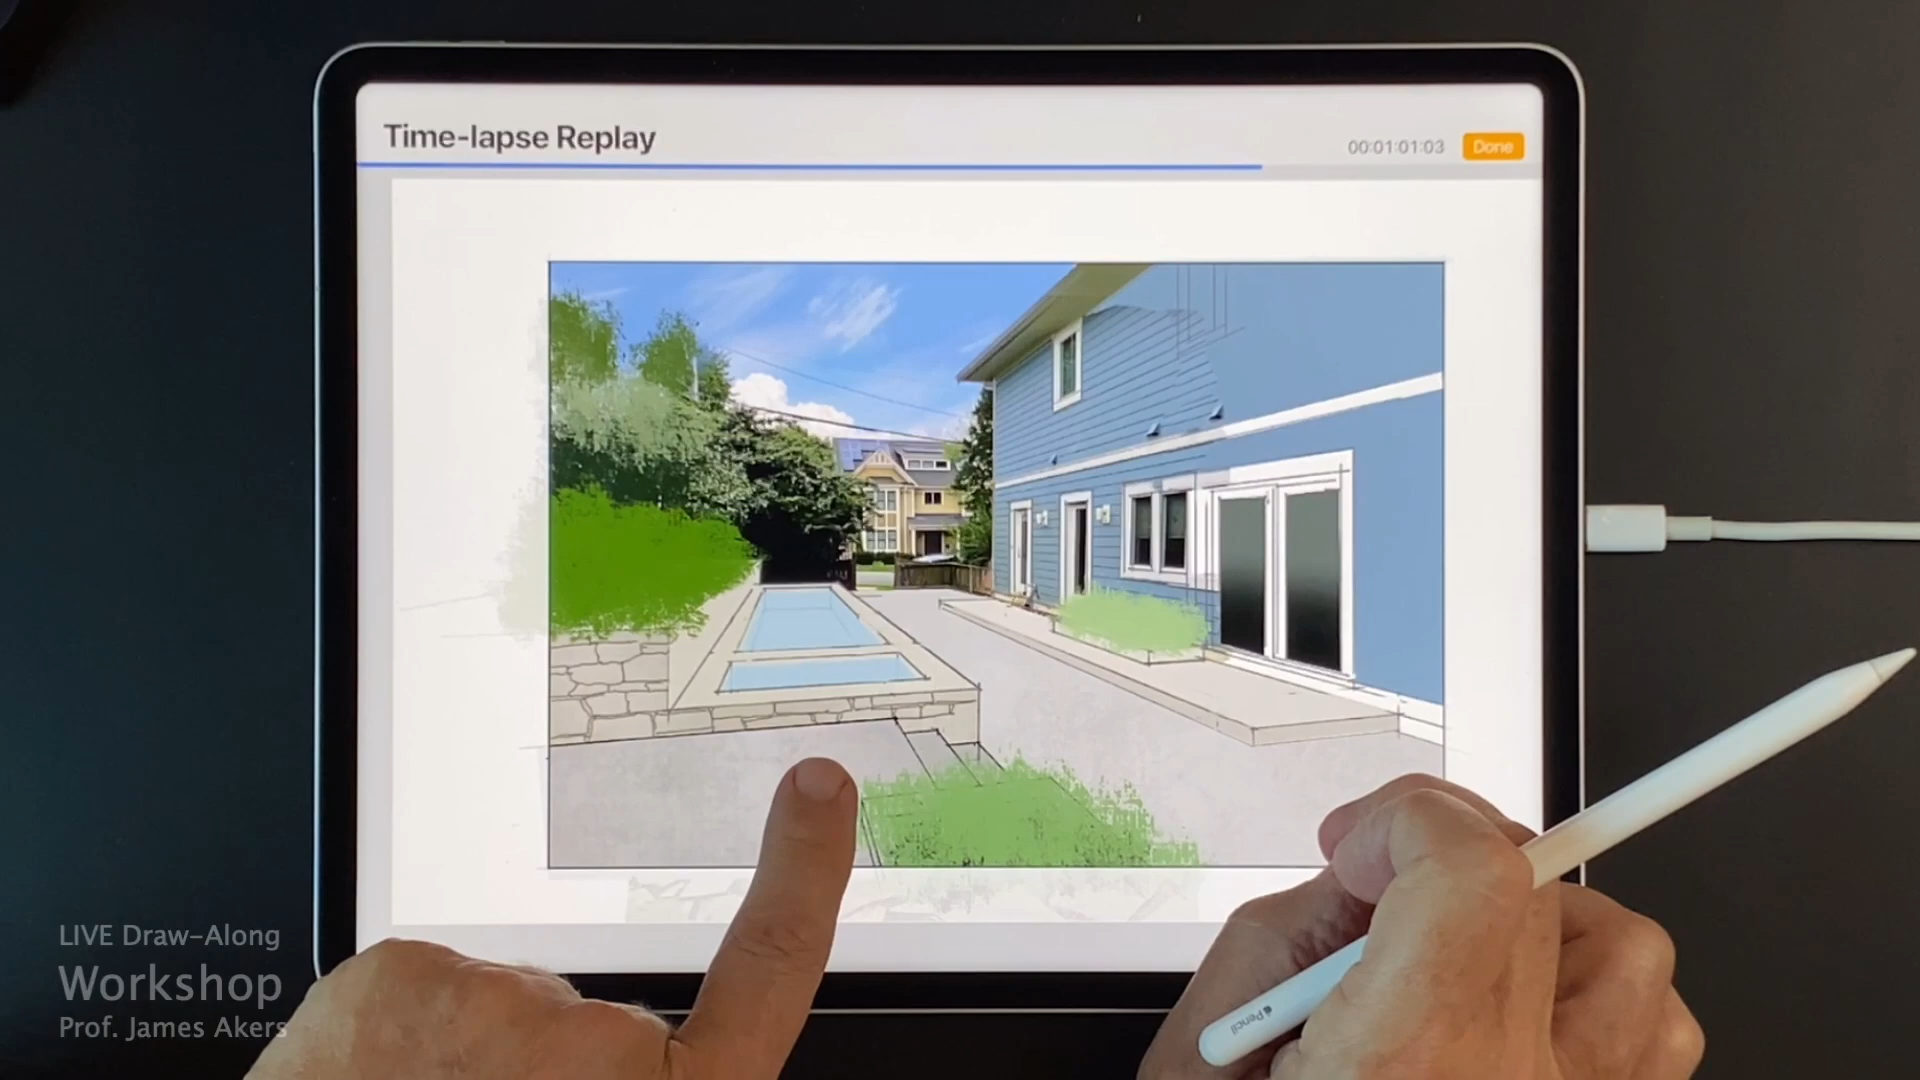 Time-lapse Replay
00:01:01:03
Done
LIVE Draw-Along
Workshop
Prof. James Akers
Pencil